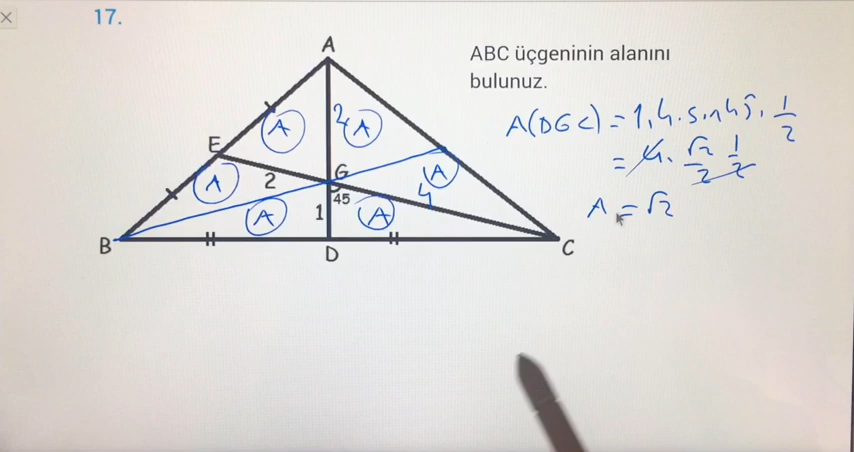 17.
A
ABC üçgeninin alanını
bulunuz.
A(DGC) = 1.4.sin45.1/2
= 4.√2/2 1/2
A = √2
A
2
A
E
A
2
G
A
45
4
A
1
A
B
D
C